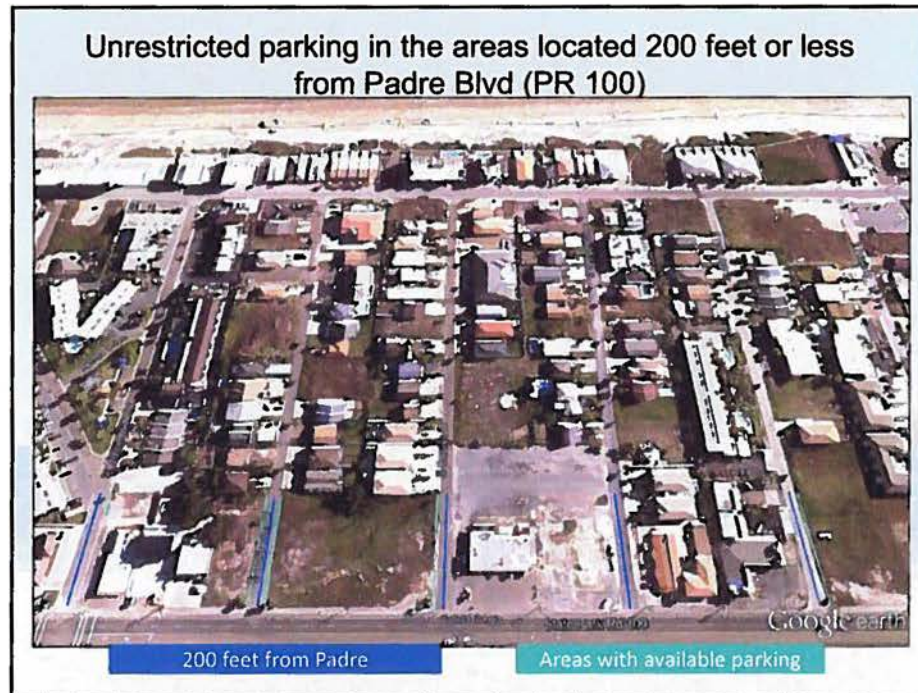 Unrestricted parking in the areas located 200 feet or less
from Padre Blvd (PR 100)
Google earth
200 feet from Padre
Areas with available parking